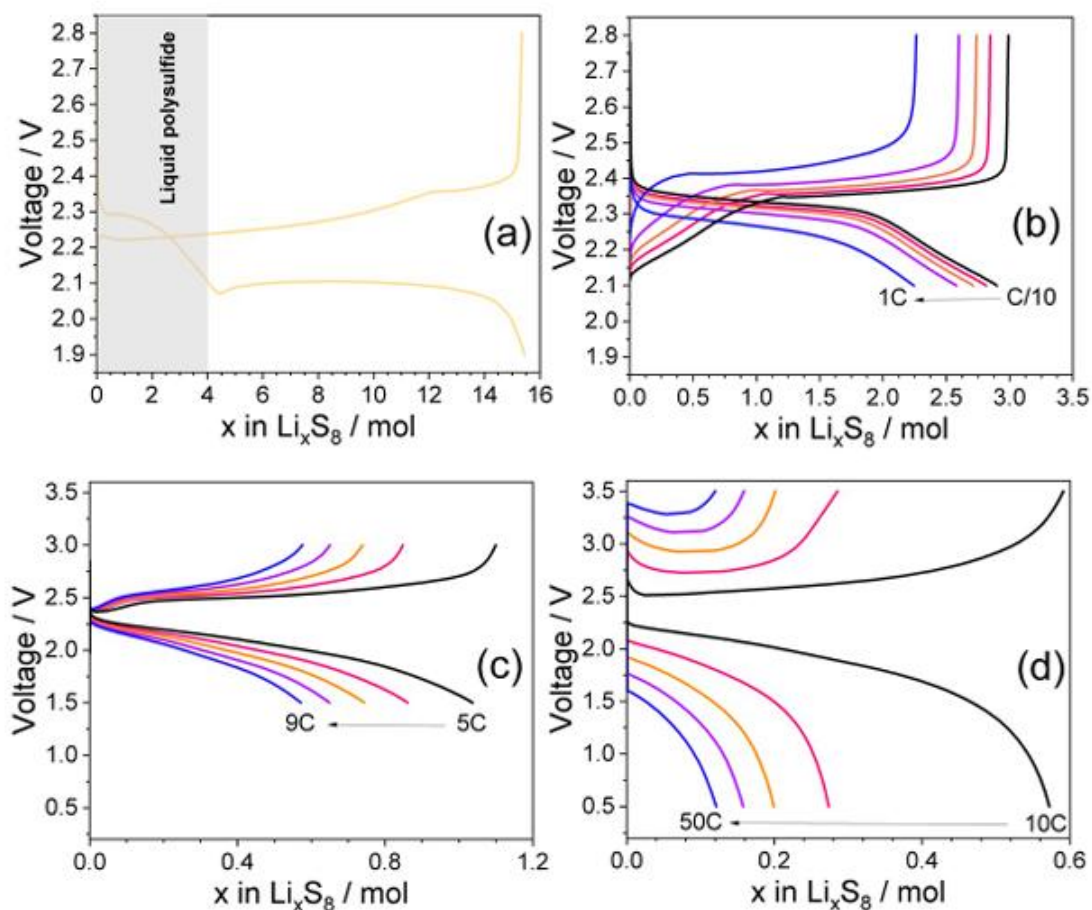 2.8
2.7
2.6
2.5
2.4
2.3
2.2
2.1
2.0
1.9
Voltage / V
Liquid polysulfide
(a)
0 2 4 6 8 10 12 14 16
x in LiₓS₈ / mol
2.8
2.7
2.6
2.5
2.4
2.3
2.2
2.1
2.0
1.9
Voltage / V
(b)
1C C/10
0.0 0.5 1.0 1.5 2.0 2.5 3.0 3.5
x in LiₓS₈ / mol
3.5
3.0
2.5
2.0
1.5
1.0
0.5
Voltage / V
(c)
9C 5C
0.0 0.4 0.8 1.2
x in LiₓS₈ / mol
3.5
3.0
2.5
2.0
1.5
1.0
0.5
Voltage / V
(d)
50C 10C
0.0 0.2 0.4 0.6
x in LiₓS₈ / mol